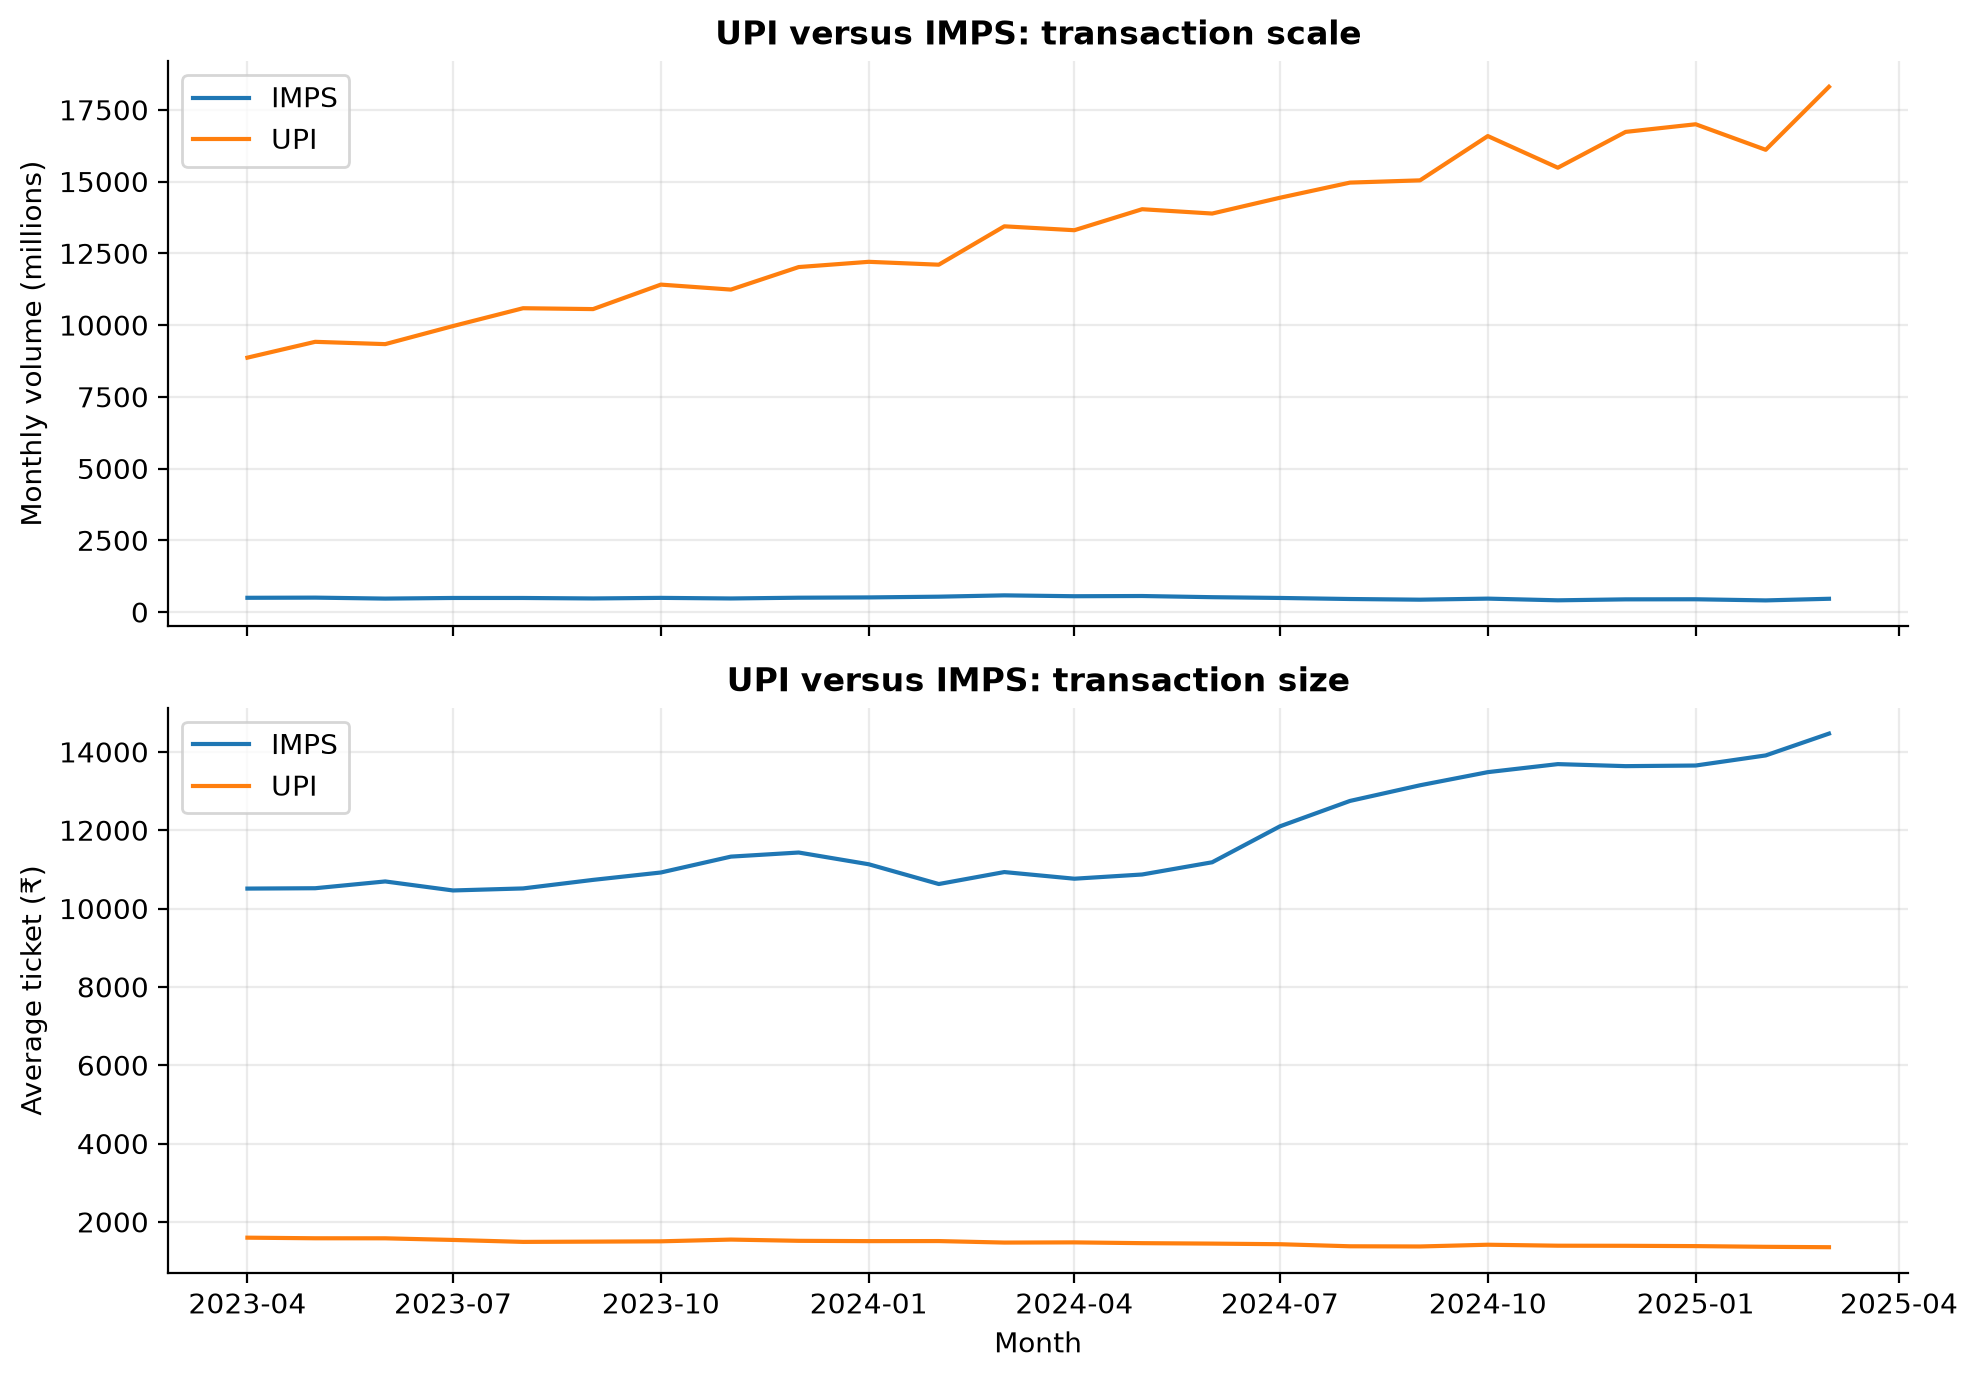 UPI versus IMPS: transaction scale
IMPS
UPI
Monthly volume (millions)
17500
15000
12500
10000
7500
5000
2500
0
UPI versus IMPS: transaction size
IMPS
UPI
Average ticket (₹)
14000
12000
10000
8000
6000
4000
2000
2023-04
2023-07
2023-10
2024-01
2024-04
2024-07
2024-10
2025-01
2025-04
Month